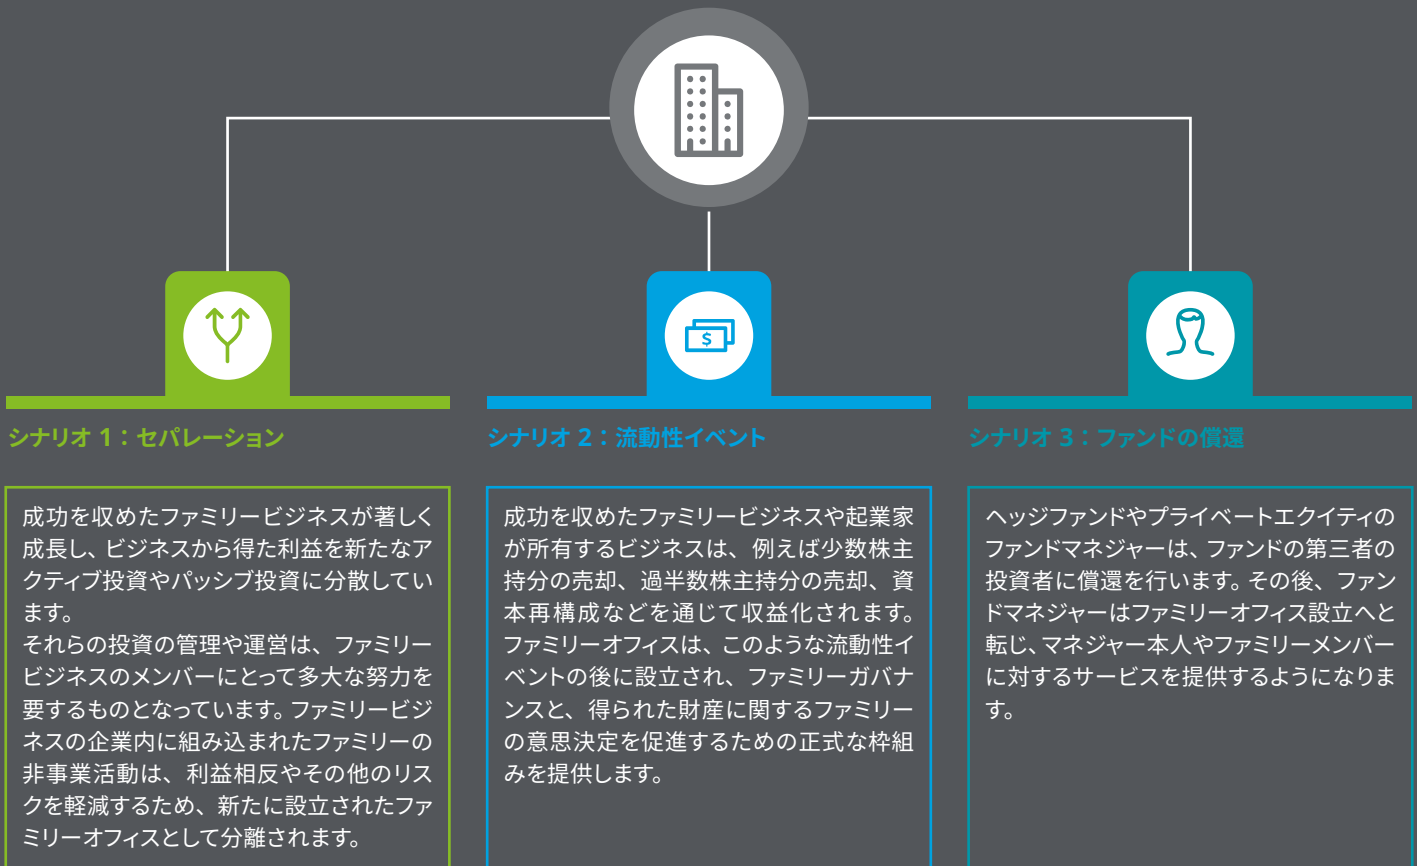 $
シナリオ 1：セパレーション
成功を収めたファミリービジネスが著しく
成長し、ビジネスから得た利益を新たなア
クティブ投資やパッシブ投資に分散してい
ます。
それらの投資の管理や運営は、ファミリー
ビジネスのメンバーにとって多大な努力を
要するものとなっています。ファミリービジ
ネスの企業内に組み込まれたファミリーの
非事業活動は、利益相反やその他のリス
クを軽減するため、新たに設立されたファ
ミリーオフィスとして分離されます。
シナリオ 2：流動性イベント
成功を収めたファミリービジネスや起業家
が所有するビジネスは、例えば少数株主
持分の売却、過半数株主持分の売却、資
本再構成などを通じて収益化されます。
ファミリーオフィスは、このような流動性イ
ベントの後に設立され、ファミリーガバナ
ンスと、得られた財産に関するファミリー
の意思決定を促進するための正式な枠組
みを提供します。
シナリオ 3：ファンドの償還
ヘッジファンドやプライベートエクイティの
ファンドマネジャーは、ファンドの第三者の
投資者に償還を行います。その後、ファン
ドマネジャーはファミリーオフィス設立へと
転じ、マネジャー本人やファミリーメンバー
に対するサービスを提供するようになりま
す。